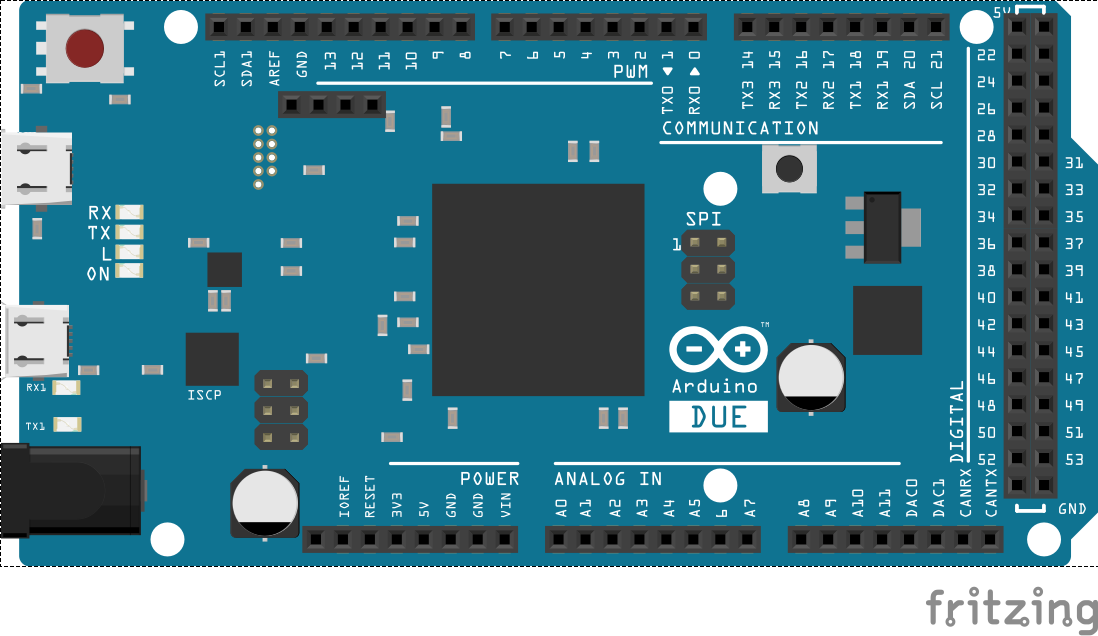 SCL1 SDA1 AREF GND 13 12 11 10 9 8
7 6 5 4 3 2 TX0 1 RX0 0
PWM
TX3 14 RX3 15 TX2 16 RX2 17 TX1 18 RX1 19 SDA 20 SCL 21
COMMUNICATION
5V
22
24
26
28
30 31
32 33
34 35
36 37
38 39
40 41
42 43
44 45
46 47
48 49
50 51
52 53
GND
DIGITAL
RX
TX
L
ON
SPI
1
TM
Arduino
DUE
ISCP
RX1
TX1
POWER
IOREF RESET 3V3 5V GND GND VIN
ANALOG IN
A0 A1 A2 A3 A4 A5 6 A7
A8 A9 A10 A11 DAC0 DAC1 CANRX CANTX
fritzing